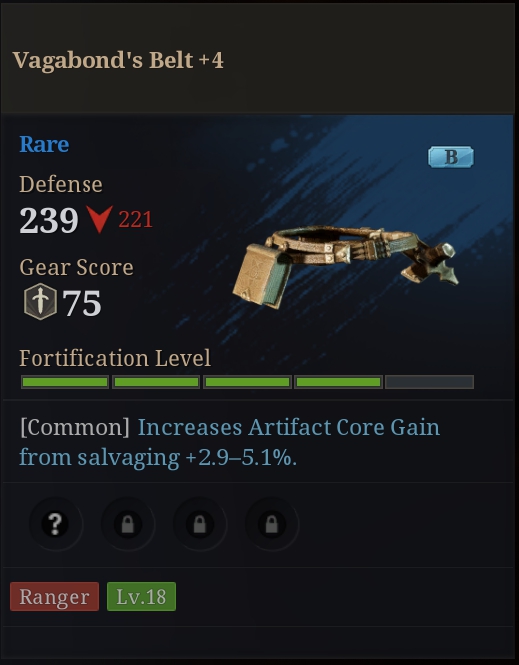 Vagabond's Belt +4
Rare
B
Defense
239 221
Gear Score
75
Fortification Level
[Common] Increases Artifact Core Gain
from salvaging +2.9–5.1%.
?
Ranger Lv.18